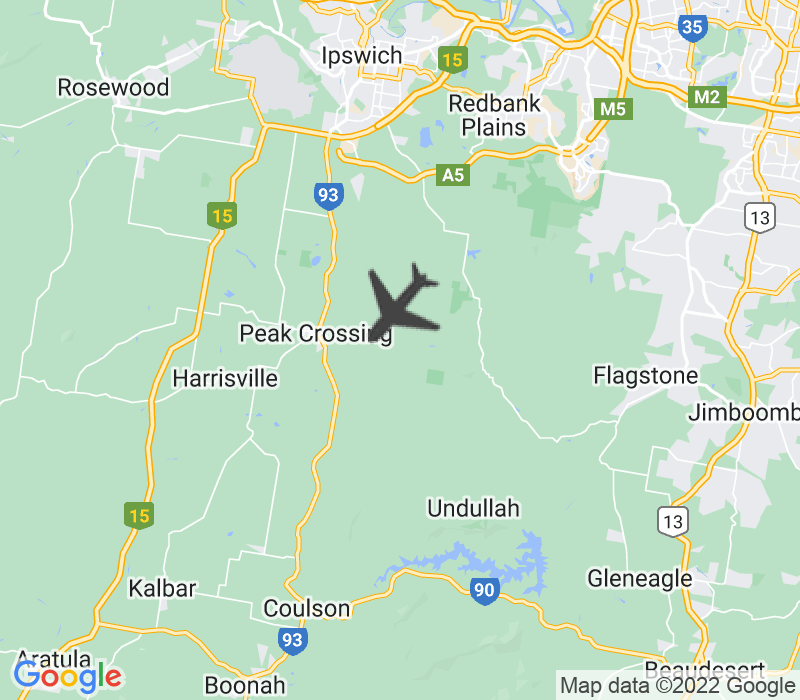 35
Ipswich
15
Rosewood
Redbank
Plains
M2
M5
A5
93
15
13
Peak Crossing
Harrisville
Flagstone
Jimboomb
Undullah
15
13
Gleneagle
Kalbar
90
Coulson
93
Aratula
Google
Boonah
Beaudesert
Map data ©2022 Google